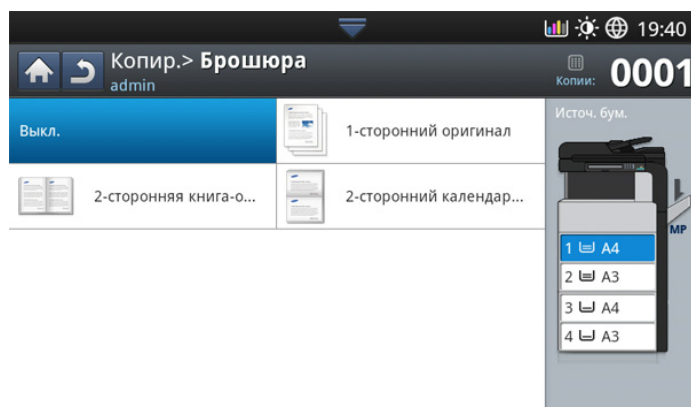 19:40
Копир.> Брошюра
admin
Копии: 0001
Выкл.
1-сторонний оригинал
2-сторонняя книга-о...
2-сторонний календар...
Источ. бум.
MP
1 A4
2 A3
3 A4
4 A3